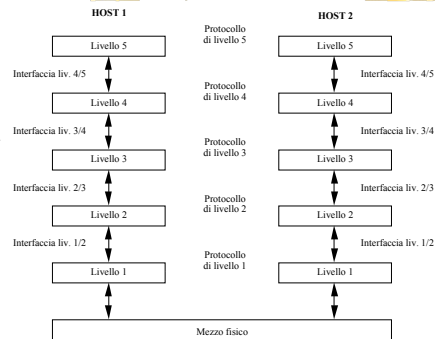 HOST 1
HOST 2
Protocollo
di livello 5
Livello 5
Livello 5
Interfaccia liv. 4/5
Interfaccia liv. 4/5
Protocollo
di livello 4
Livello 4
Livello 4
Interfaccia liv. 3/4
Interfaccia liv. 3/4
Protocollo
di livello 3
Livello 3
Livello 3
Interfaccia liv. 2/3
Interfaccia liv. 2/3
Protocollo
di livello 2
Livello 2
Livello 2
Interfaccia liv. 1/2
Interfaccia liv. 1/2
Protocollo
di livello 1
Livello 1
Livello 1
Mezzo fisico